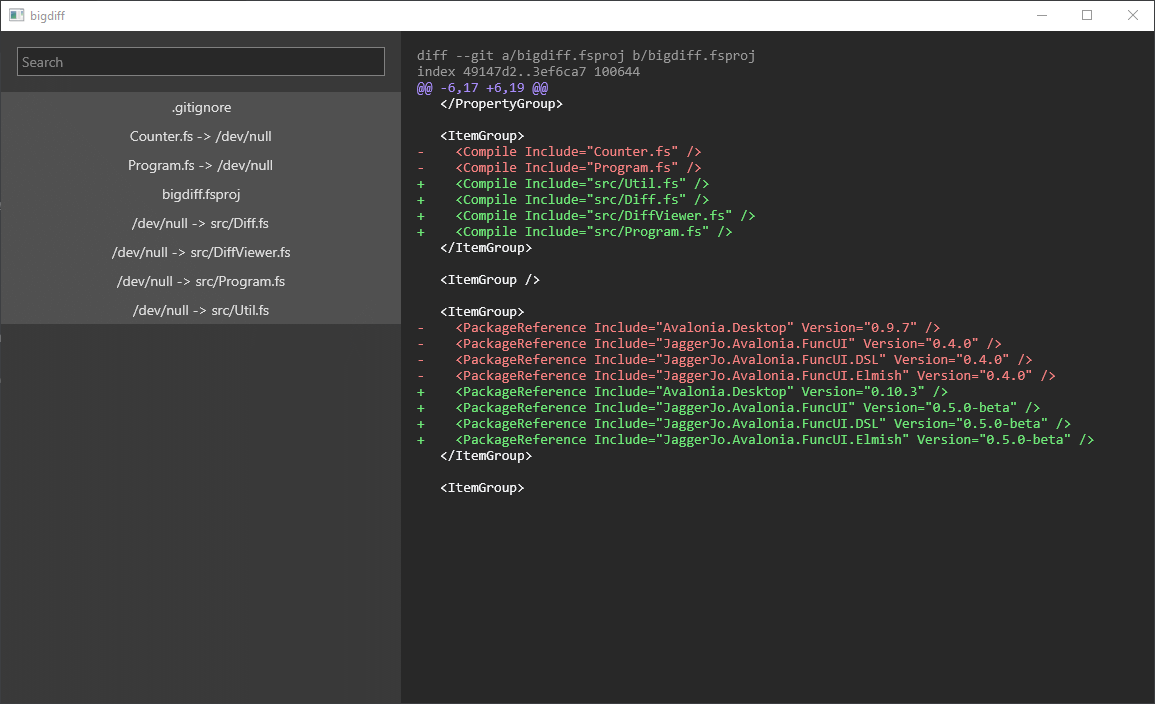 bigdiff
Search
.gitignore
Counter.fs -> /dev/null
Program.fs -> /dev/null
bigdiff.fsproj
/dev/null -> src/Diff.fs
/dev/null -> src/DiffViewer.fs
/dev/null -> src/Program.fs
/dev/null -> src/Util.fs
diff --git a/bigdiff.fsproj b/bigdiff.fsproj
index 49147d2..3ef6ca7 100644
@@ -6,17 +6,19 @@
   </PropertyGroup>
   <ItemGroup>
-    <Compile Include="Counter.fs" />
-    <Compile Include="Program.fs" />
+    <Compile Include="src/Util.fs" />
+    <Compile Include="src/Diff.fs" />
+    <Compile Include="src/DiffViewer.fs" />
+    <Compile Include="src/Program.fs" />
   </ItemGroup>
   <ItemGroup />
   <ItemGroup>
-    <PackageReference Include="Avalonia.Desktop" Version="0.9.7" />
-    <PackageReference Include="JaggerJo.Avalonia.FuncUI" Version="0.4.0" />
-    <PackageReference Include="JaggerJo.Avalonia.FuncUI.DSL" Version="0.4.0" />
-    <PackageReference Include="JaggerJo.Avalonia.FuncUI.Elmish" Version="0.4.0" />
+    <PackageReference Include="Avalonia.Desktop" Version="0.10.3" />
+    <PackageReference Include="JaggerJo.Avalonia.FuncUI" Version="0.5.0-beta" />
+    <PackageReference Include="JaggerJo.Avalonia.FuncUI.DSL" Version="0.5.0-beta" />
+    <PackageReference Include="JaggerJo.Avalonia.FuncUI.Elmish" Version="0.5.0-beta" />
   </ItemGroup>
   <ItemGroup>